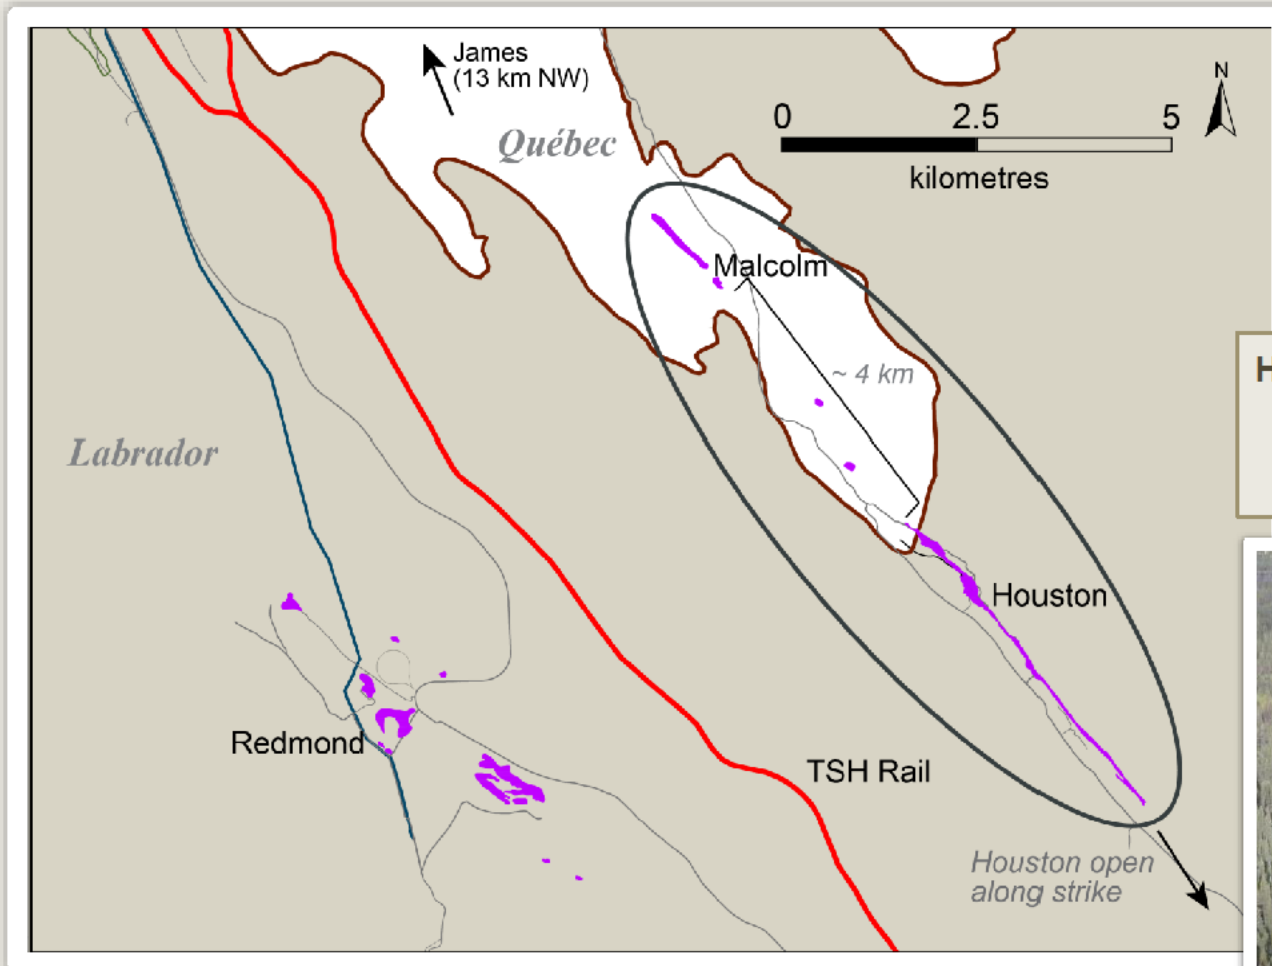 James
(13 km NW)
Québec
N
0 2.5 5
kilometres
Malcolm
~ 4 km
H
Labrador
Houston
Redmond
TSH Rail
Houston open
along strike